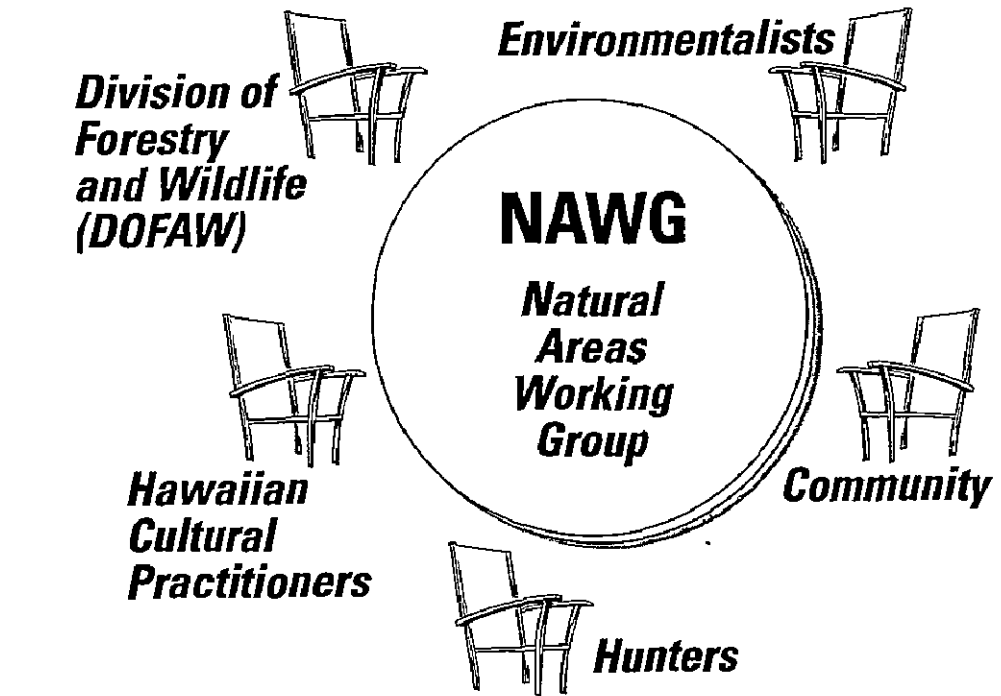 Environmentalists
Division of
Forestry
and Wildlife
(DOFAW)
NAWG
Natural
Areas
Working
Group
Hawaiian
Cultural
Practitioners
Community
Hunters